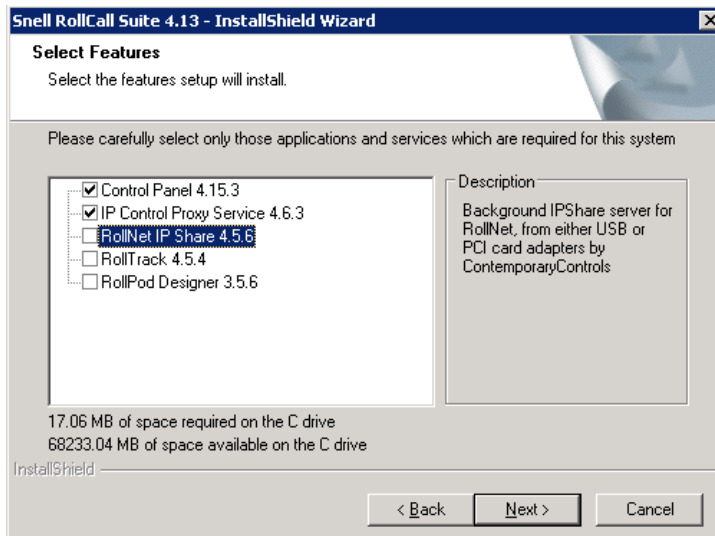 Snell RollCall Suite 4.13 - InstallShield Wizard
Select Features
Select the features setup will install.
Please carefully select only those applications and services which are required for this system
Control Panel 4.15.3
IP Control Proxy Service 4.6.3
RollNet IP Share 4.5.6
RollTrack 4.5.4
RollPod Designer 3.5.6
Description
Background IPShare server for
RollNet, from either USB or
PCI card adapters by
ContemporaryControls
17.06 MB of space required on the C drive
68233.04 MB of space available on the C drive
InstallShield
< Back
Next >
Cancel